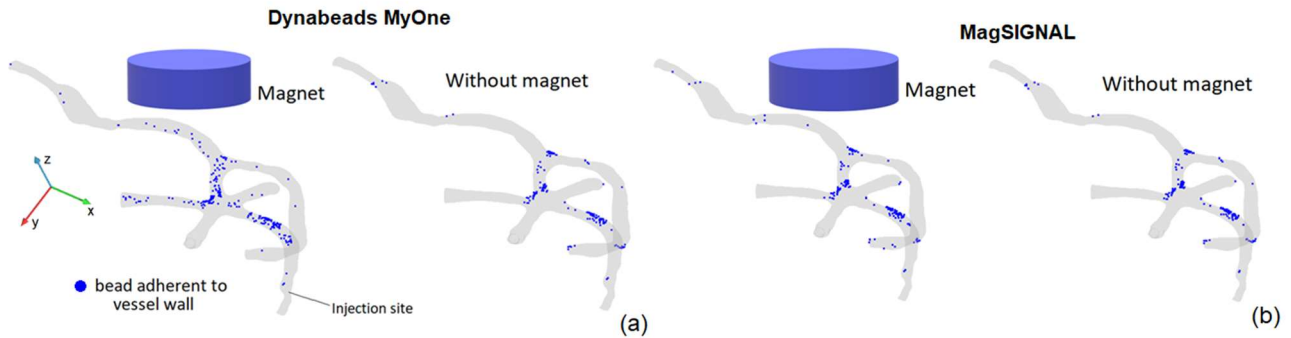 Dynabeads MyOne
MagSIGNAL
Magnet
Without magnet
Magnet
Without magnet
z
x
y
bead adherent to
vessel wall
Injection site
(a)
(b)